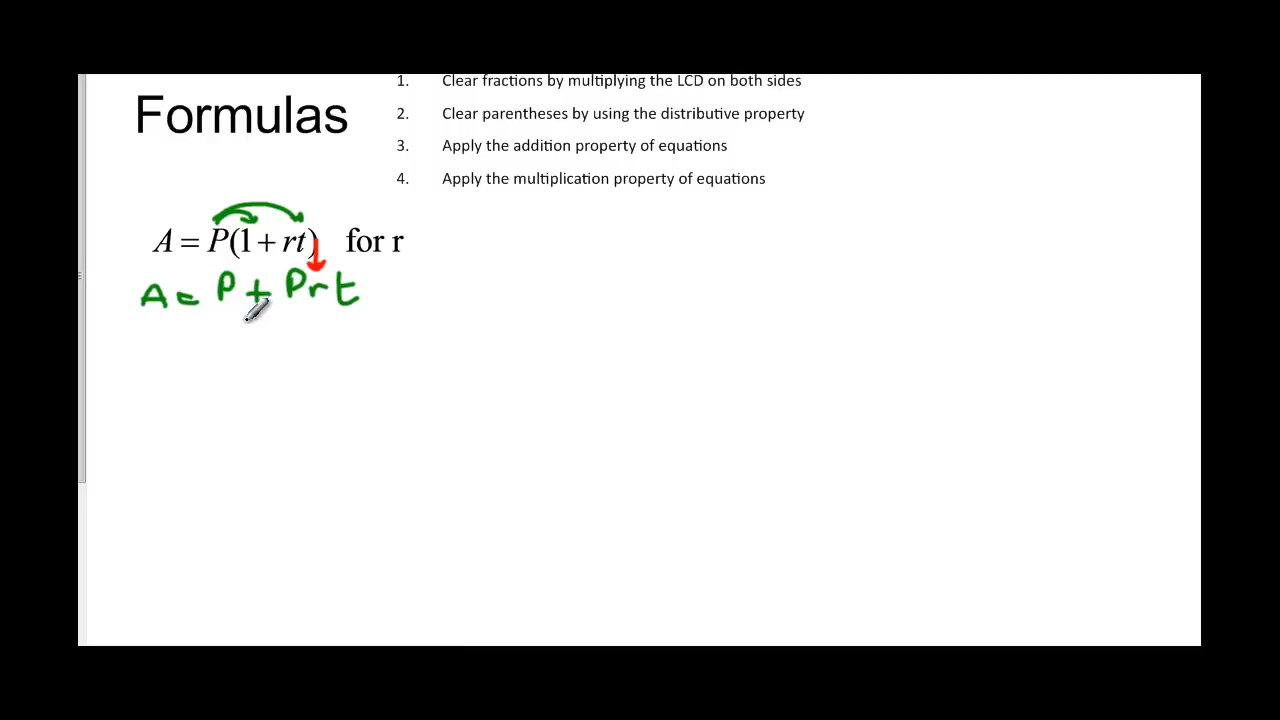 1. Clear fractions by multiplying the LCD on both sides
Formulas
2. Clear parentheses by using the distributive property
3. Apply the addition property of equations
4. Apply the multiplication property of equations
A = P(1 + rt) for r
A = P + Prt